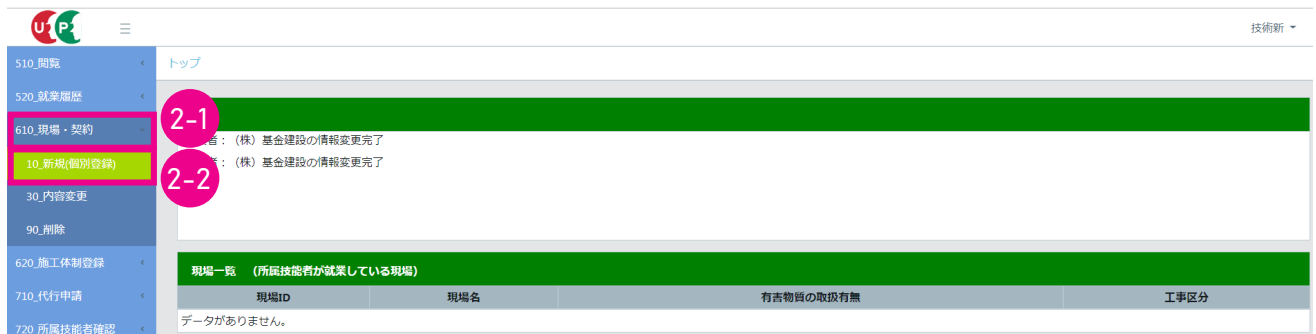 U P
技術新
510_閲覧
トップ
520_就業履歴
610_現場・契約
2-1
者：（株）基金建設の情報変更完了
10_新規(個別登録)
2-2
者：（株）基金建設の情報変更完了
30_内容変更
90_削除
620_施工体制登録
現場一覧 (所属技能者が就業している現場)
710_代行申請
現場ID 現場名 有害物質の取扱有無 工事区分
データがありません。
720_所属技能者確認